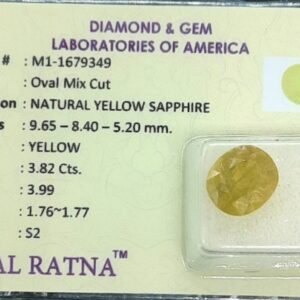 DIAMOND & GEM
LABORATORIES OF AMERICA
# : M1-1679349
: Oval Mix Cut
ion : NATURAL YELLOW SAPPHIRE
s : 9.65 – 8.40 – 5.20 mm.
: YELLOW
: 3.82 Cts.
: 3.99
: 1.76~1.77
: S2
AL RATNA™